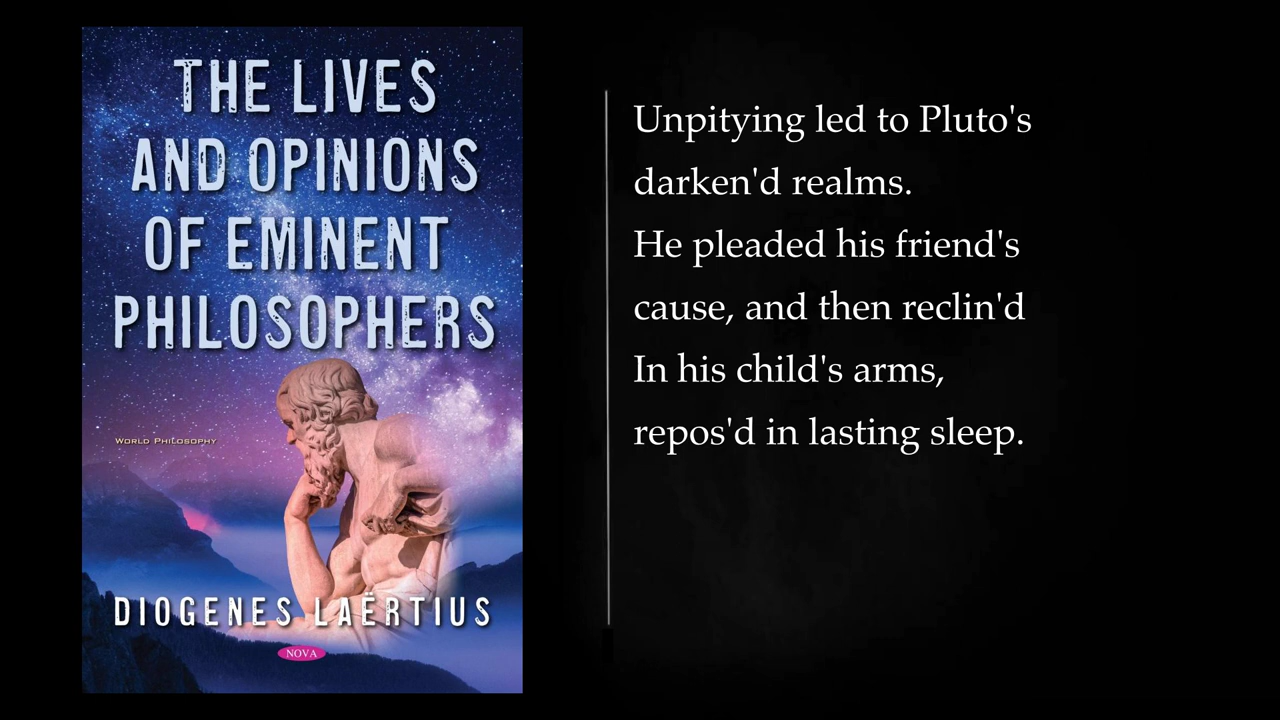 THE LIVES
AND OPINIONS
OF EMINENT
PHILOSOPHERS
WORLD PHILOSOPHY
DIOGENES LAËRTIUS
NOVA
Unpitying led to Pluto's
darken'd realms.
He pleaded his friend's
cause, and then reclin'd
In his child's arms,
repos'd in lasting sleep.